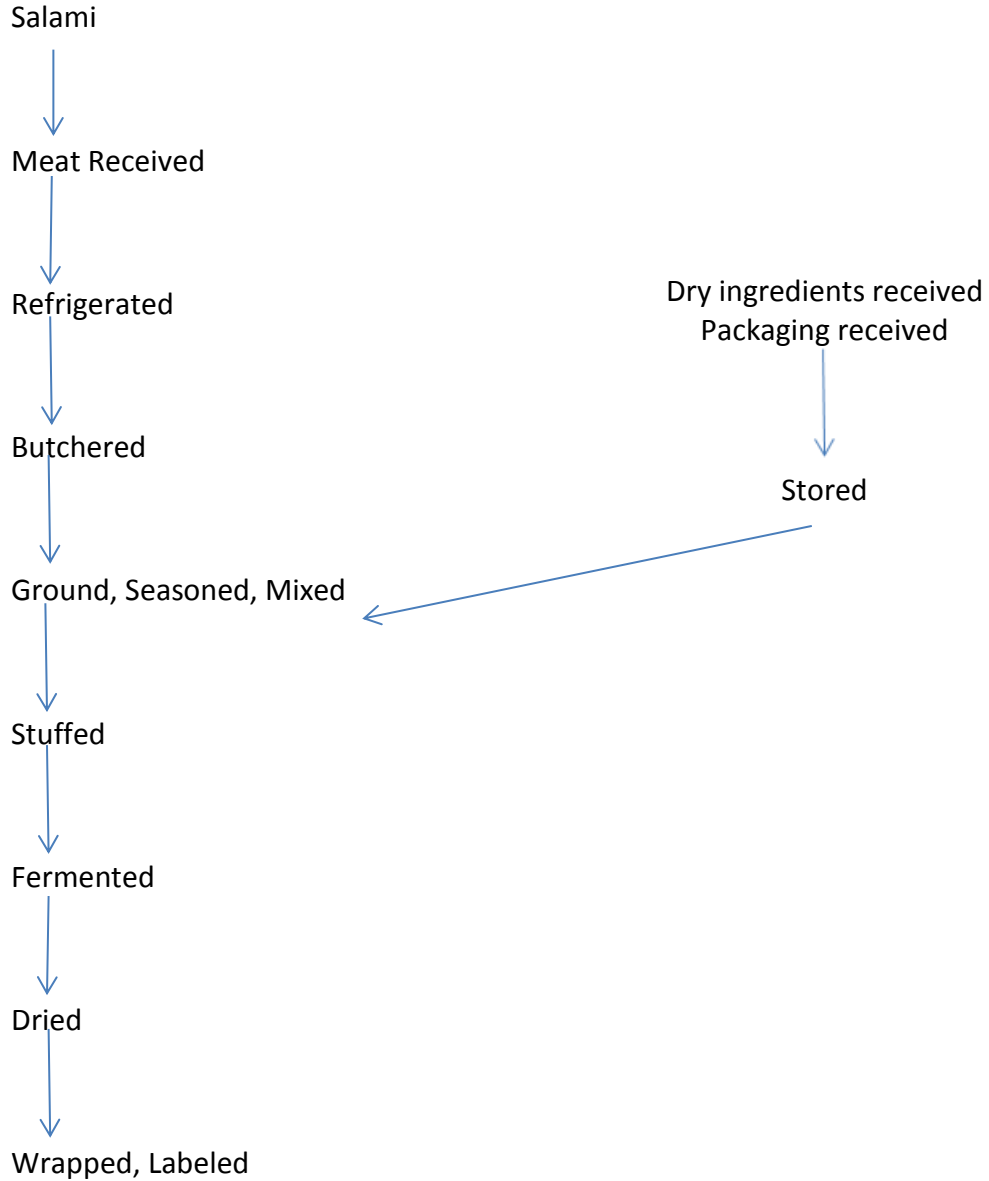 Salami
Meat Received
Refrigerated
Dry ingredients received
Packaging received
Butchered
Stored
Ground, Seasoned, Mixed
Stuffed
Fermented
Dried
Wrapped, Labeled